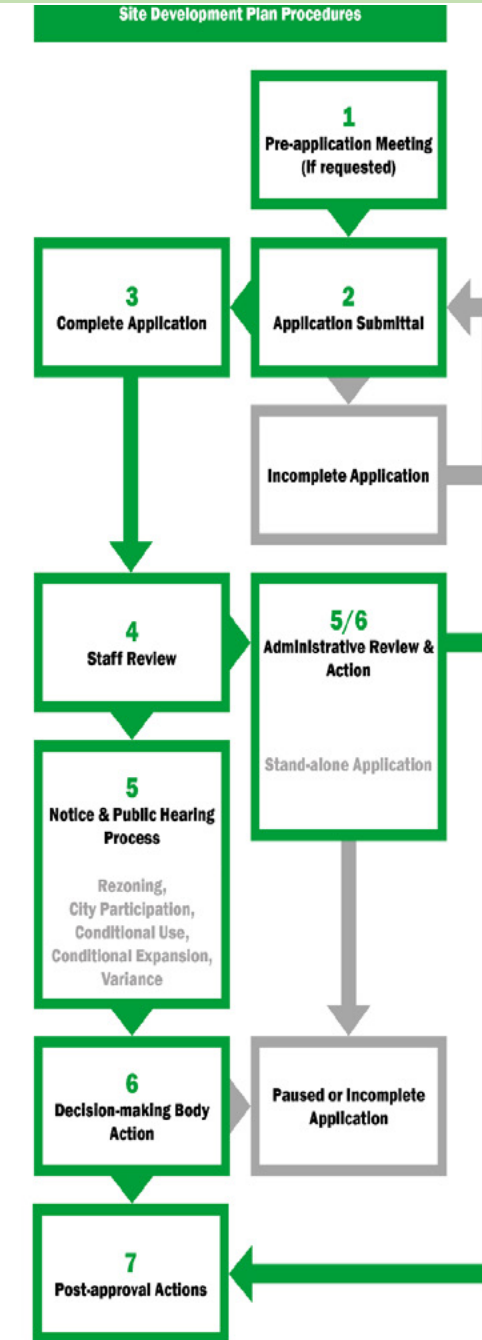 Site Development Plan Procedures
1
Pre-application Meeting
(If requested)
3
Complete Application
2
Application Submittal
Incomplete Application
4
Staff Review
5/6
Administrative Review &
Action
Stand-alone Application
5
Notice & Public Hearing
Process
Rezoning,
City Participation,
Conditional Use,
Conditional Expansion,
Variance
6
Decision-making Body
Action
Paused or Incomplete
Application
7
Post-approval Actions